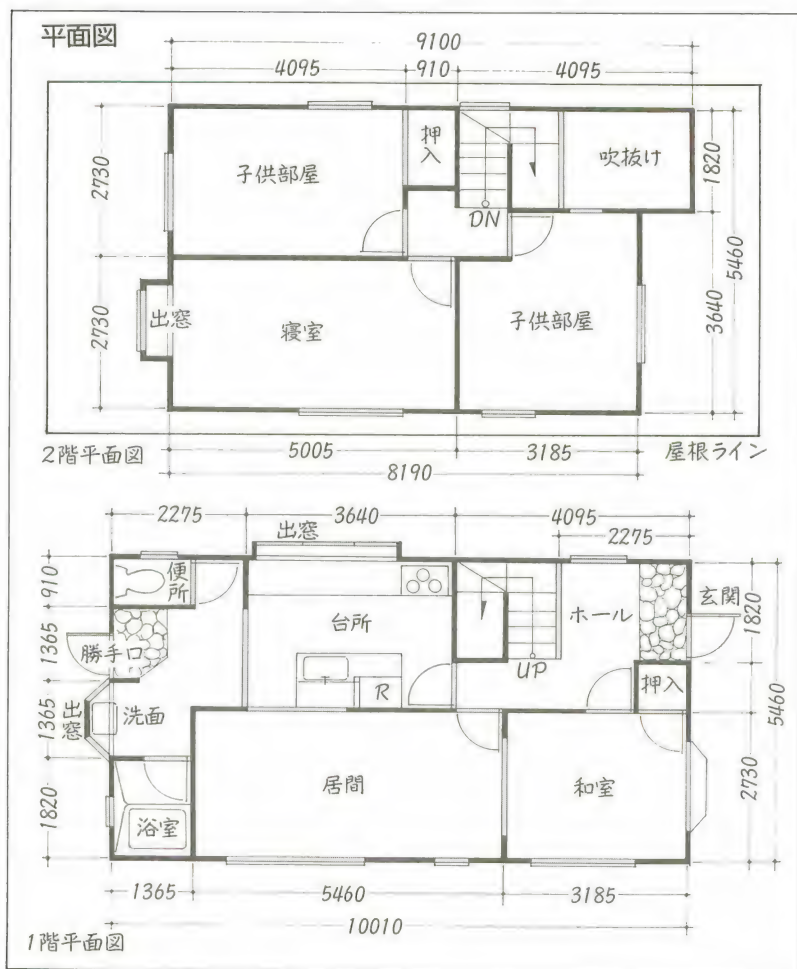 平面図
9100
4095 910 4095
2730
2730
子供部屋
押入
吹抜け
DN
1820
5460
3640
出窓
寝室
子供部屋
2階平面図
5005
3185
屋根ライン
8190
2275
3640
4095
出窓
2275
910
1365
1365
1820
便所
台所
ホール
玄関
勝手口
UP
押入
R
出窓
洗面
居間
和室
浴室
1820
5460
2730
1365
5460
3185
10010
1階平面図